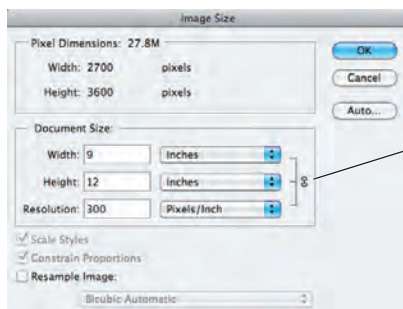 Image Size
Pixel Dimensions: 27.8M
Width: 2700 pixels
Height: 3600 pixels
OK
Cancel
Auto...
Document Size:
Width: 9 Inches
Height: 12 Inches
Resolution: 300 Pixels/Inch
Scale Styles
Constrain Proportions
Resample Image:
Bicubic Automatic